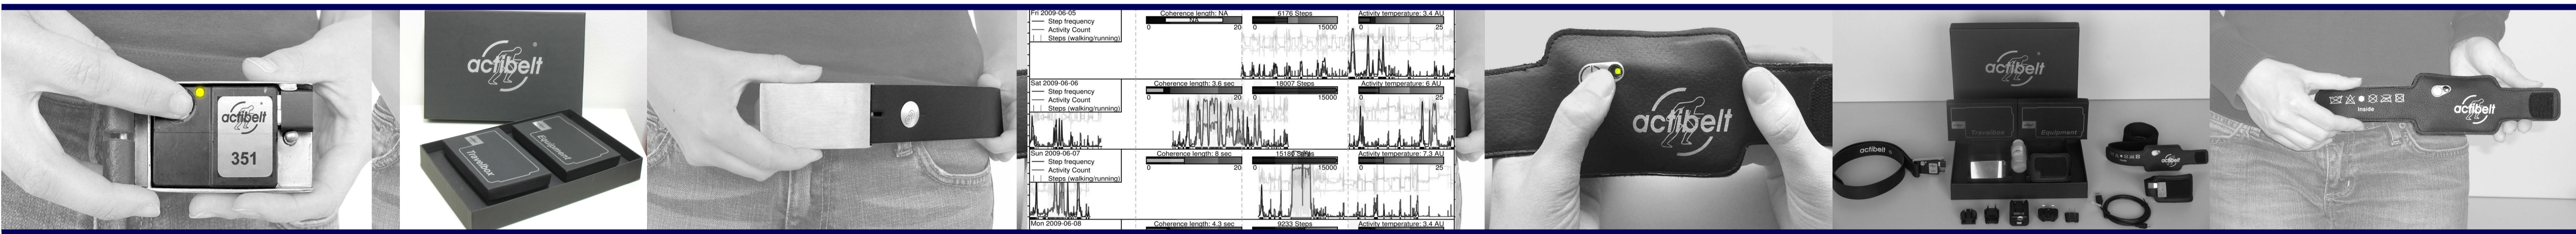 actibelt
351
actibelt
Travelbox
Equipment
Fri 2009-06-05
Step frequency
Activity Count
Steps (walking/running)
Coherence length: NA
NA
0 20
6176 Steps
0 15000
Activity temperature: 3.4 AU
0 25
Sat 2009-06-06
Step frequency
Activity Count
Steps (walking/running)
Coherence length: 3.6 sec
0 20
18007 Steps
0 15000
Activity temperature: 6 AU
0 25
Sun 2009-06-07
Step frequency
Activity Count
Steps (walking/running)
Coherence length: 8 sec
0 20
0 15000
Activity temperature: 7.3 AU
0 25
Mon 2009-06-08
Coherence length: 4.3 sec
9233 Steps
Activity temperature: 3.4 AU
actibelt
actibelt
Travelbox
Equipment
actibelt
actibelt
inside
actibelt